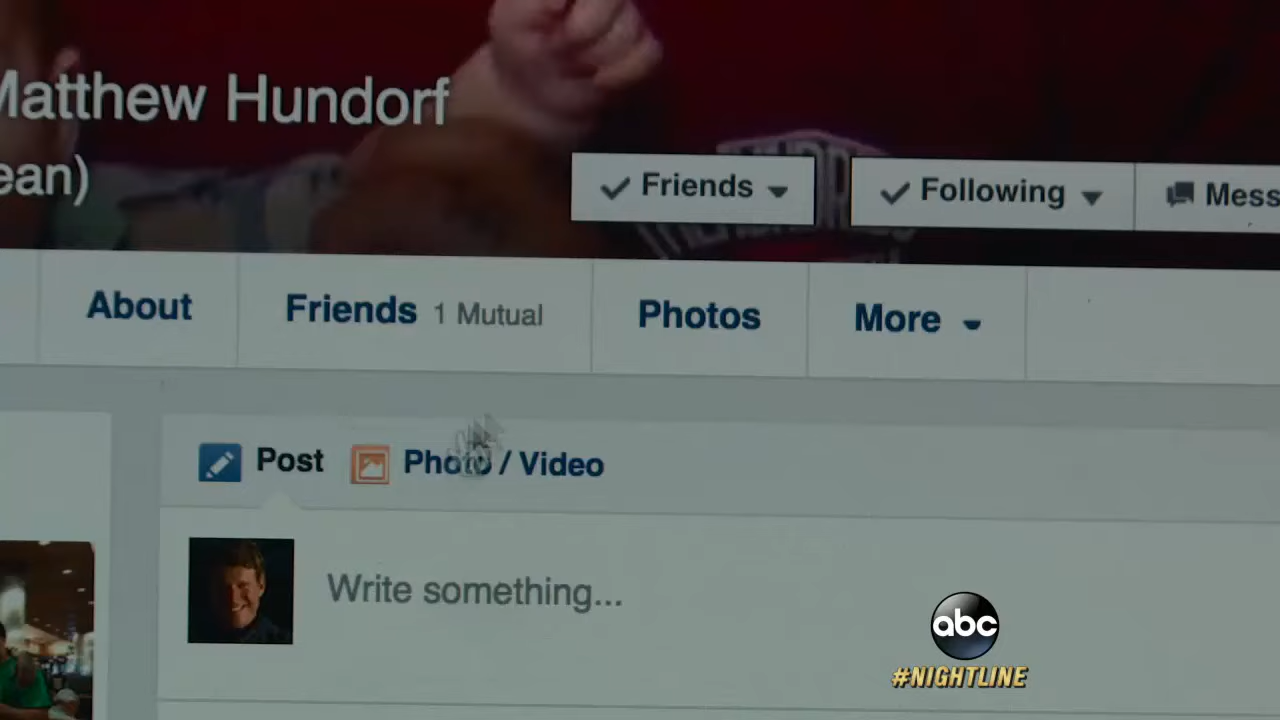 Matthew Hundorf
ean)
Friends
Following
Mess
About
Friends 1 Mutual
Photos
More
Post
Photo / Video
Write something...
abc
#NIGHTLINE